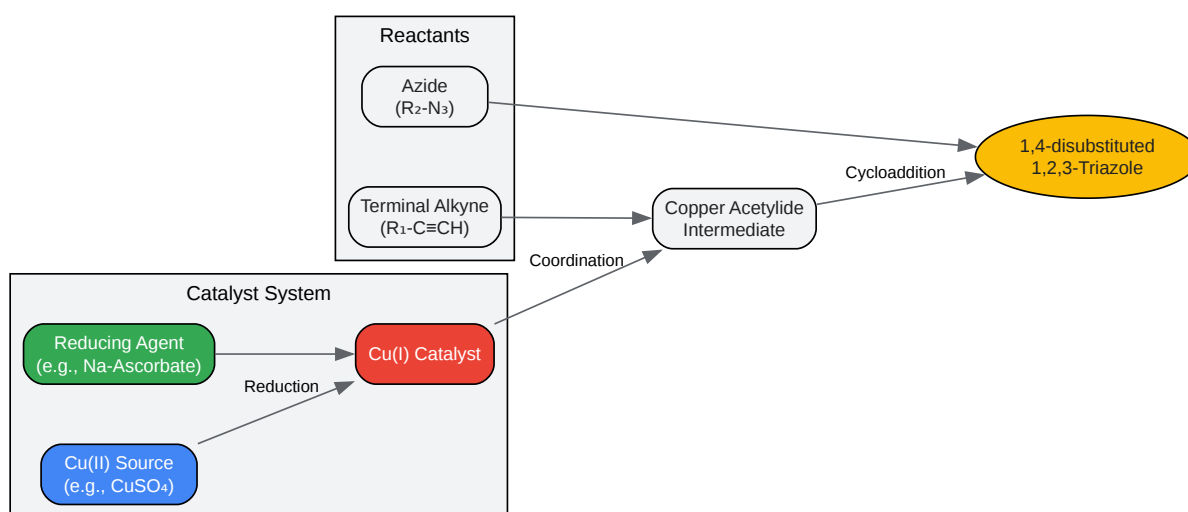 Reactants
Azide
(R₂-N₃)
Terminal Alkyne
(R₁-C≡CH)
Catalyst System
Reducing Agent
(e.g., Na-Ascorbate)
Cu(II) Source
(e.g., CuSO₄)
Reduction
Cu(I) Catalyst
Coordination
Copper Acetylide
Intermediate
Cycloaddition
1,4-disubstituted
1,2,3-Triazole